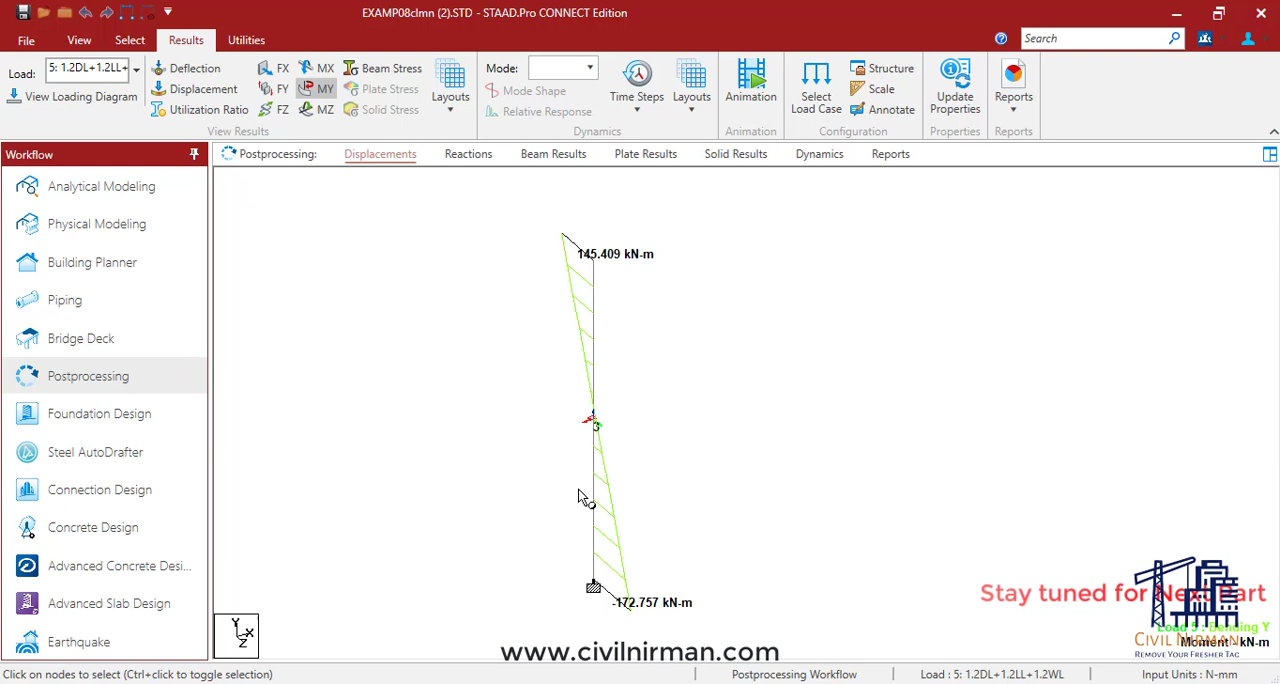 EXAMP08clmn (2).STD - STAAD.Pro CONNECT Edition
File View Select Results Utilities
Search
Load: 5: 1.2DL+1.2LL+
View Loading Diagram
Deflection
Displacement
Utilization Ratio
FX MX
FY MY
FZ MZ
Beam Stress
Plate Stress
Solid Stress
Layouts
View Results
Mode:
Mode Shape
Relative Response
Time Steps
Layouts
Dynamics
Animation
Animation
Select Load Case
Structure
Scale
Annotate
Configuration
Update Properties
Properties
Reports
Reports
Workflow
Postprocessing: Displacements Reactions Beam Results Plate Results Solid Results Dynamics Reports
Analytical Modeling
Physical Modeling
Building Planner
Piping
Bridge Deck
Postprocessing
Foundation Design
Steel AutoDrafter
Connection Design
Concrete Design
Advanced Concrete Desi...
Advanced Slab Design
Earthquake
145.409 kN-m
-172.757 kN-m
Y
X
Z
Stay tuned for Next Part
Load 5 : Bending Y
Moment - kN-m
CIVIL NIRMAN
REMOVE YOUR FRESHER TAG
www.civilnirman.com
Click on nodes to select (Ctrl+click to toggle selection)
Postprocessing Workflow
Load : 5: 1.2DL+1.2LL+1.2WL
Input Units : N-mm